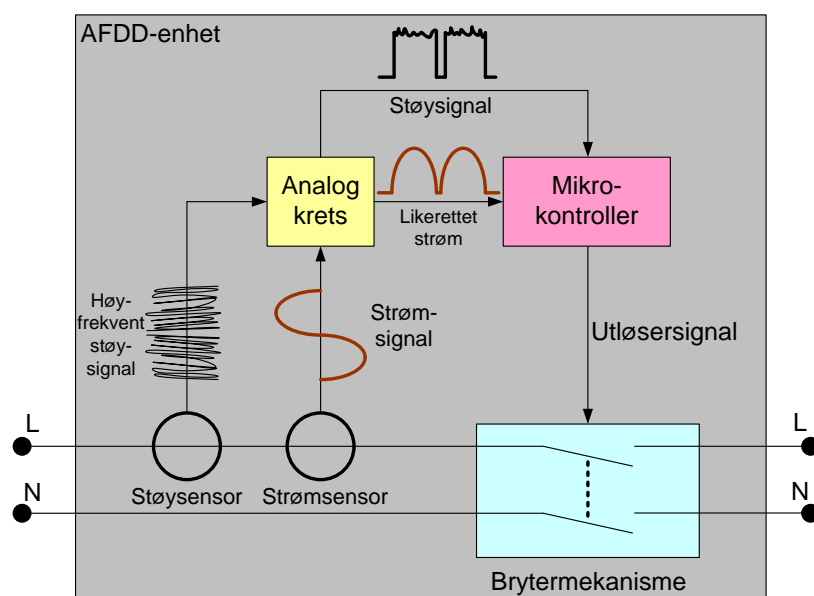 AFDD-enhet
Støysignal
Analog
krets
Likerettet
strøm
Mikro-
kontroller
Høy-
frekvent
støy-
signal
Strøm-
signal
Utløsersignal
L
L
N
N
Støysensor
Strømsensor
Brytermekanisme